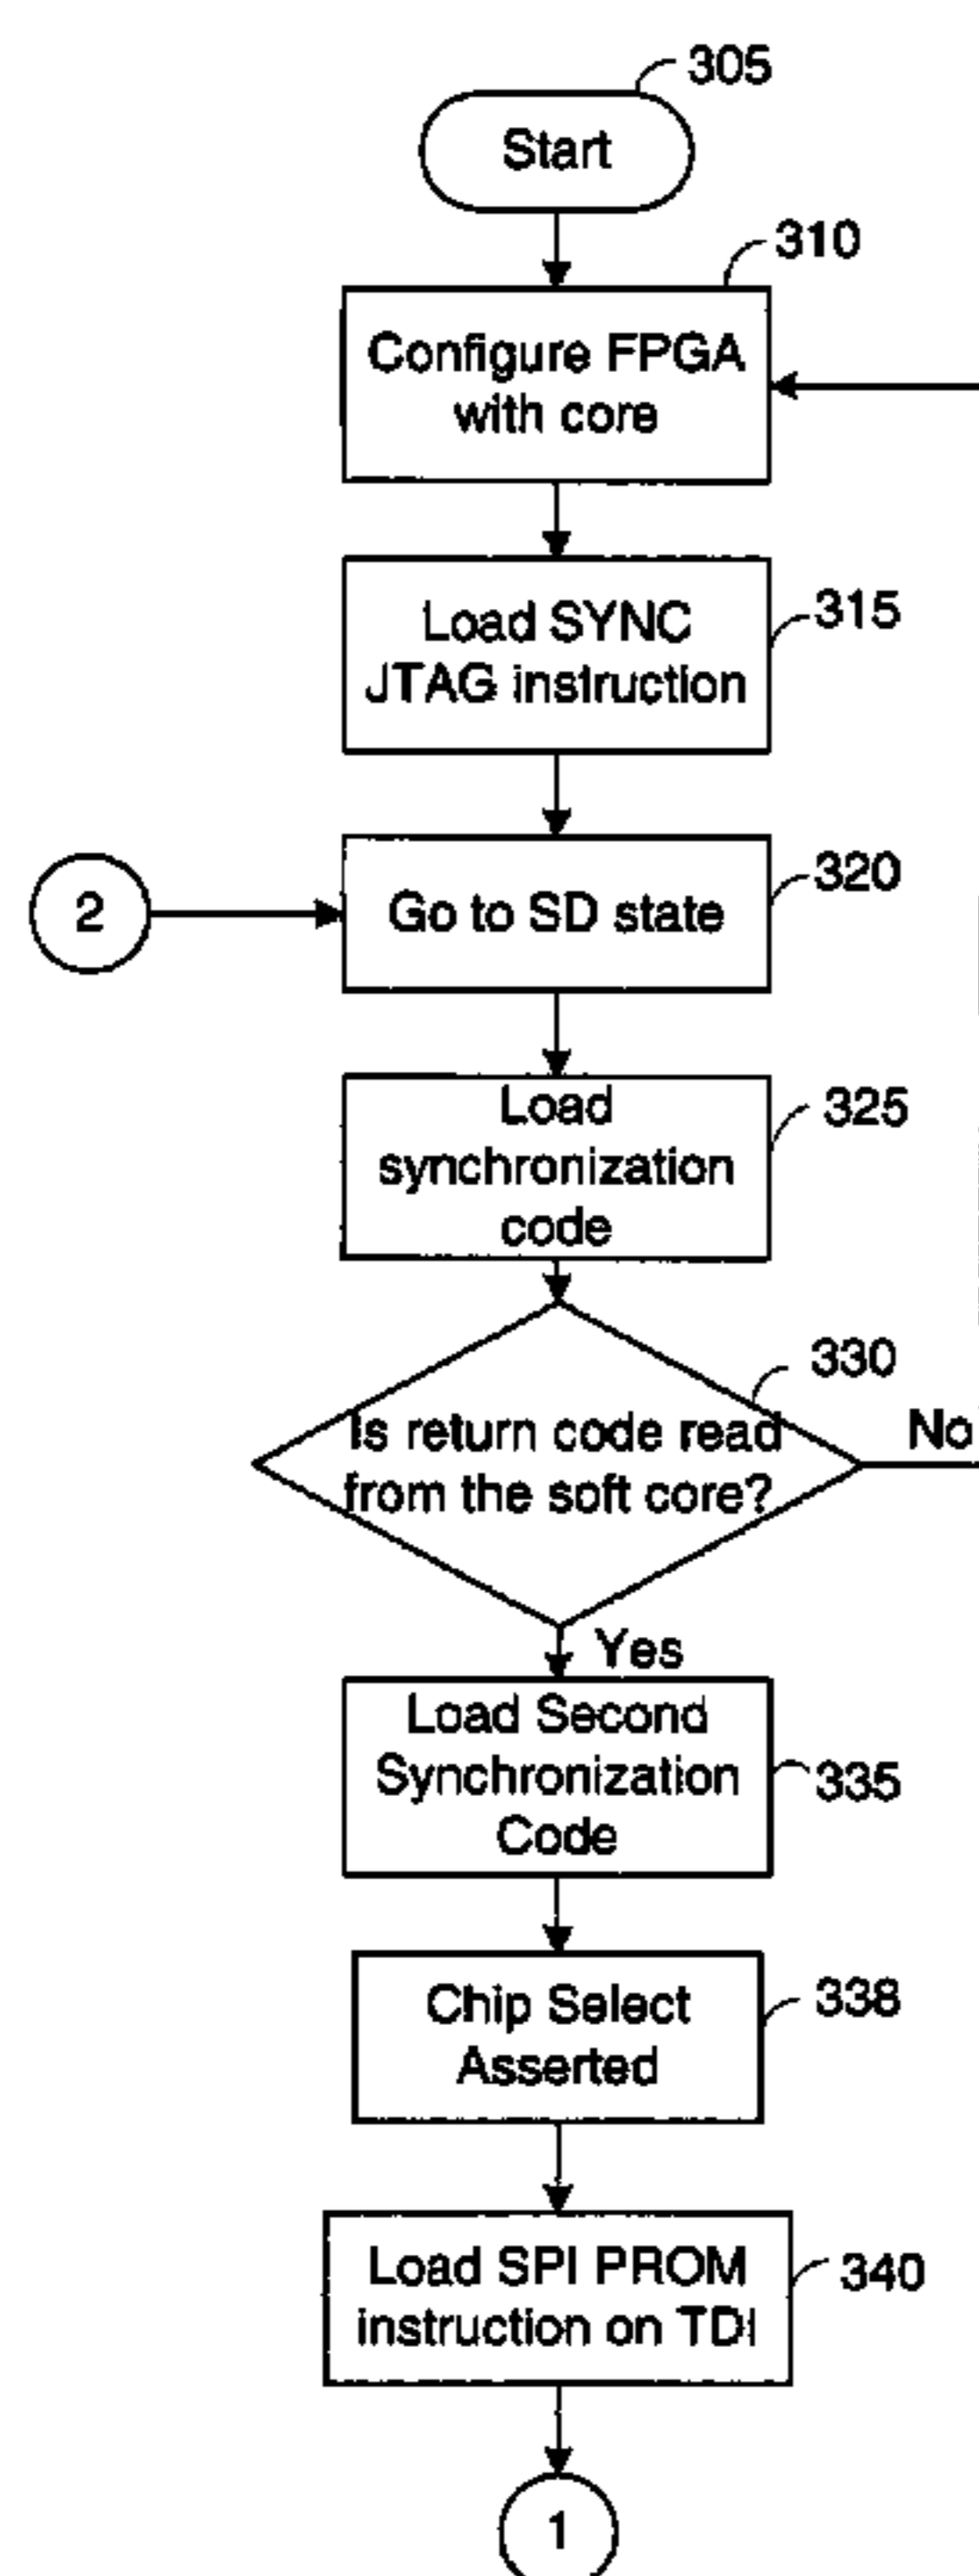 305
Start
310
Configure FPGA
with core
315
Load SYNC
JTAG instruction
320
2
Go to SD state
325
Load
synchronization
code
330
Is return code read
No
from the soft core?
Yes
Load Second
Synchronization
335
Code
338
Chip Select
Asserted
340
Load SPI PROM
instruction on TDI
1